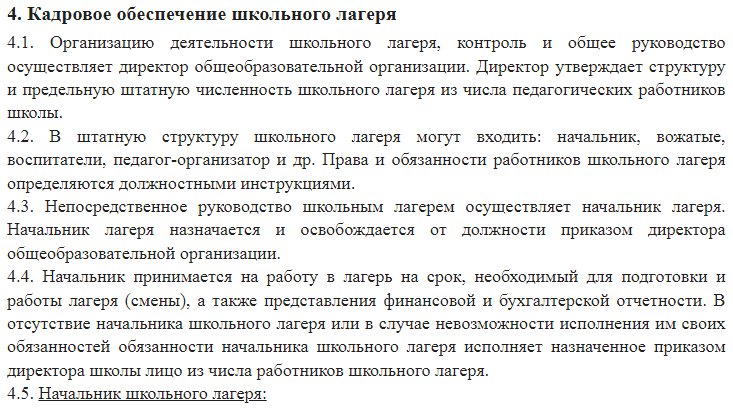 4. Кадровое обеспечение школьного лагеря
4.1. Организацию деятельности школьного лагеря, контроль и общее руководство
осуществляет директор общеобразовательной организации. Директор утверждает структуру
и предельную штатную численность школьного лагеря из числа педагогических работников
школы.
4.2. В штатную структуру школьного лагеря могут входить: начальник, вожатые,
воспитатели, педагог-организатор и др. Права и обязанности работников школьного лагеря
определяются должностными инструкциями.
4.3. Непосредственное руководство школьным лагерем осуществляет начальник лагеря.
Начальник лагеря назначается и освобождается от должности приказом директора
общеобразовательной организации.
4.4. Начальник принимается на работу в лагерь на срок, необходимый для подготовки и
работы лагеря (смены), а также представления финансовой и бухгалтерской отчетности. В
отсутствие начальника школьного лагеря или в случае невозможности исполнения им своих
обязанностей обязанности начальника школьного лагеря исполняет назначенное приказом
директора школы лицо из числа работников школьного лагеря.
4.5. Начальник школьного лагеря: